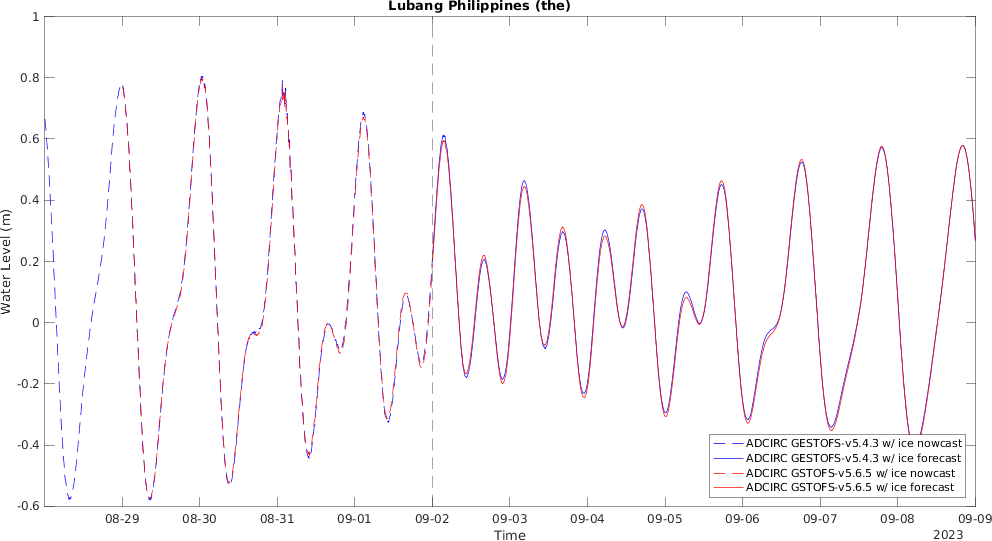 Lubang Philippines (the)
1
0.8
0.6
0.4
0.2
0
-0.2
-0.4
-0.6
Water Level (m)
ADCIRC GESTOFS-v5.4.3 w/ ice nowcast
ADCIRC GESTOFS-v5.4.3 w/ ice forecast
ADCIRC GSTOFS-v5.6.5 w/ ice nowcast
ADCIRC GSTOFS-v5.6.5 w/ ice forecast
08-29 08-30 08-31 09-01 09-02 09-03 09-04 09-05 09-06 09-07 09-08 09-09
Time
2023